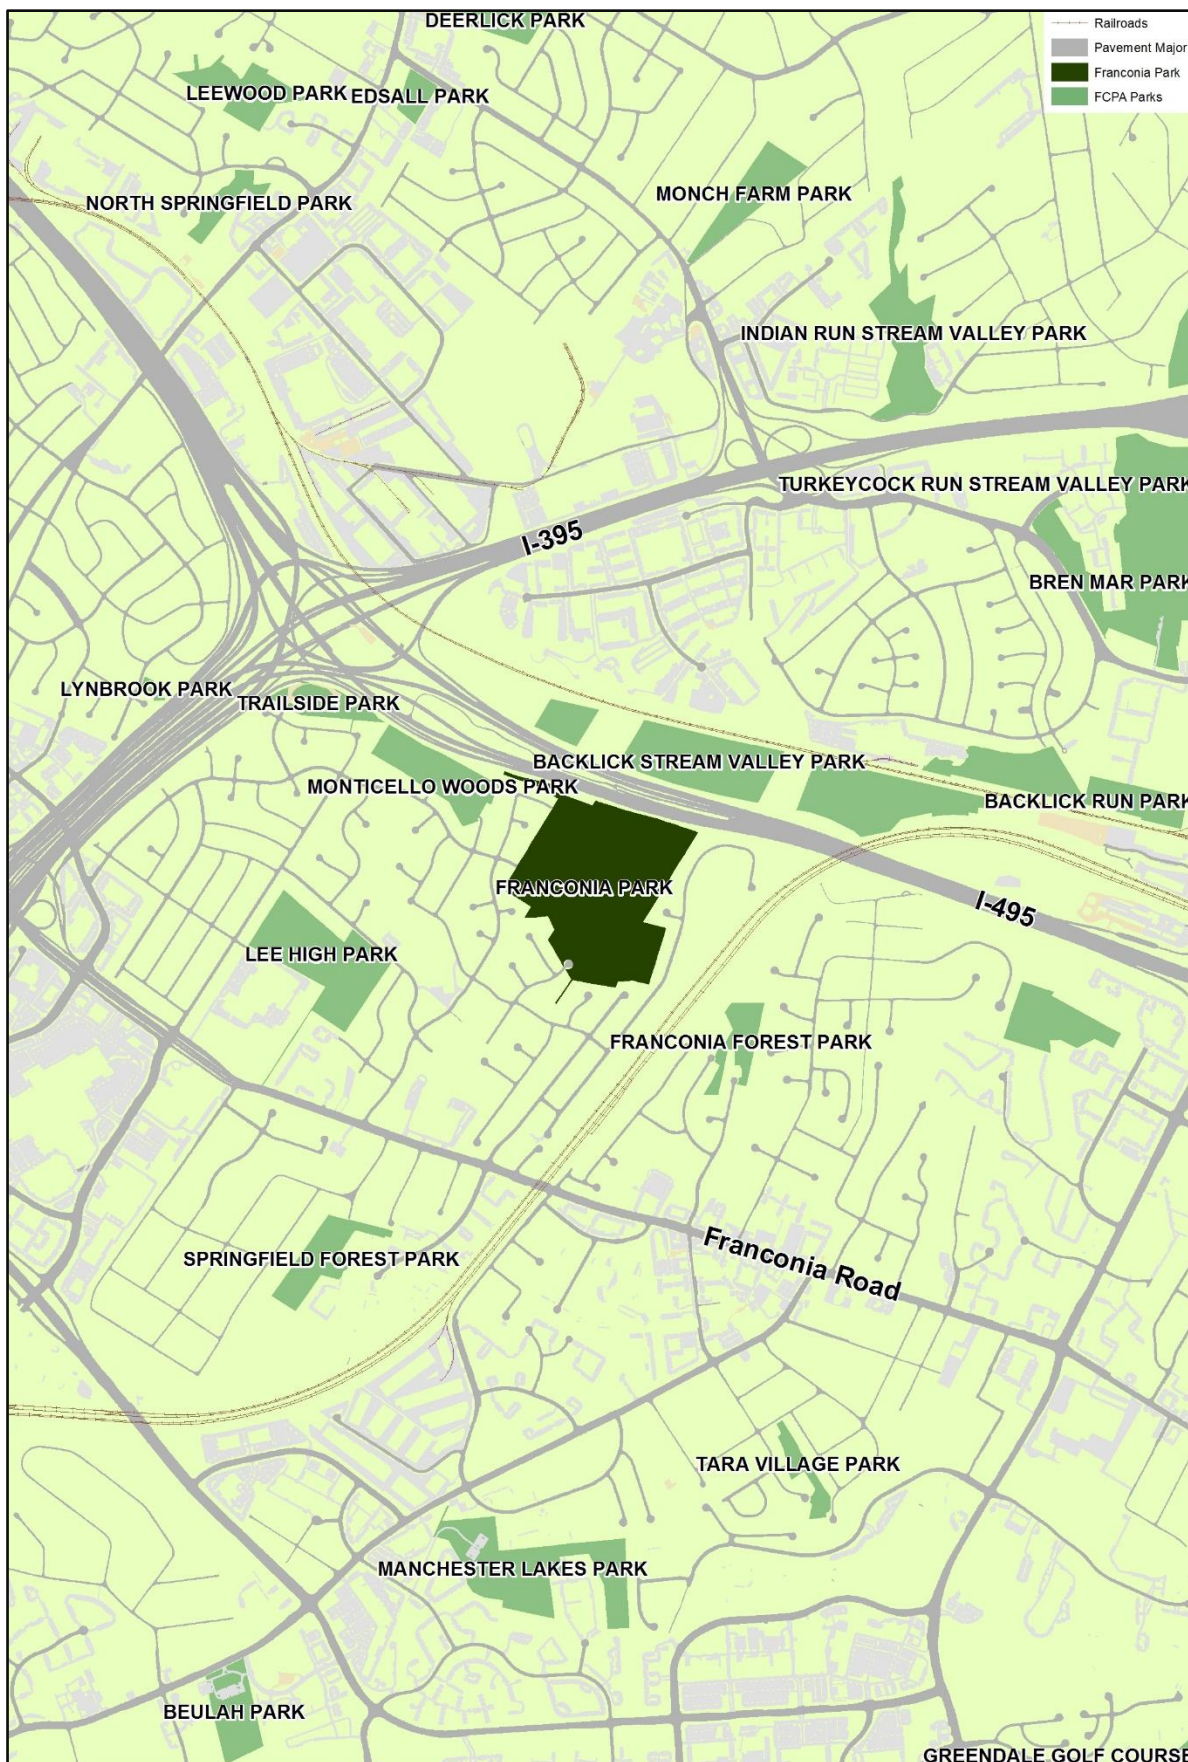 DEERLICK PARK
Railroads
Pavement Major
Franconia Park
FCPA Parks
LEEWOOD PARK
EDSALL PARK
NORTH SPRINGFIELD PARK
MONCH FARM PARK
INDIAN RUN STREAM VALLEY PARK
TURKEYCOCK RUN STREAM VALLEY PARK
I-395
BREN MAR PARK
LYNBROOK PARK
TRAILSIDE PARK
BACKLICK STREAM VALLEY PARK
MONTICELLO WOODS PARK
BACKLICK RUN PARK
FRANCONIA PARK
I-495
LEE HIGH PARK
FRANCONIA FOREST PARK
SPRINGFIELD FOREST PARK
Franconia Road
TARA VILLAGE PARK
MANCHESTER LAKES PARK
BEULAH PARK
GREENDALE GOLF COURSE